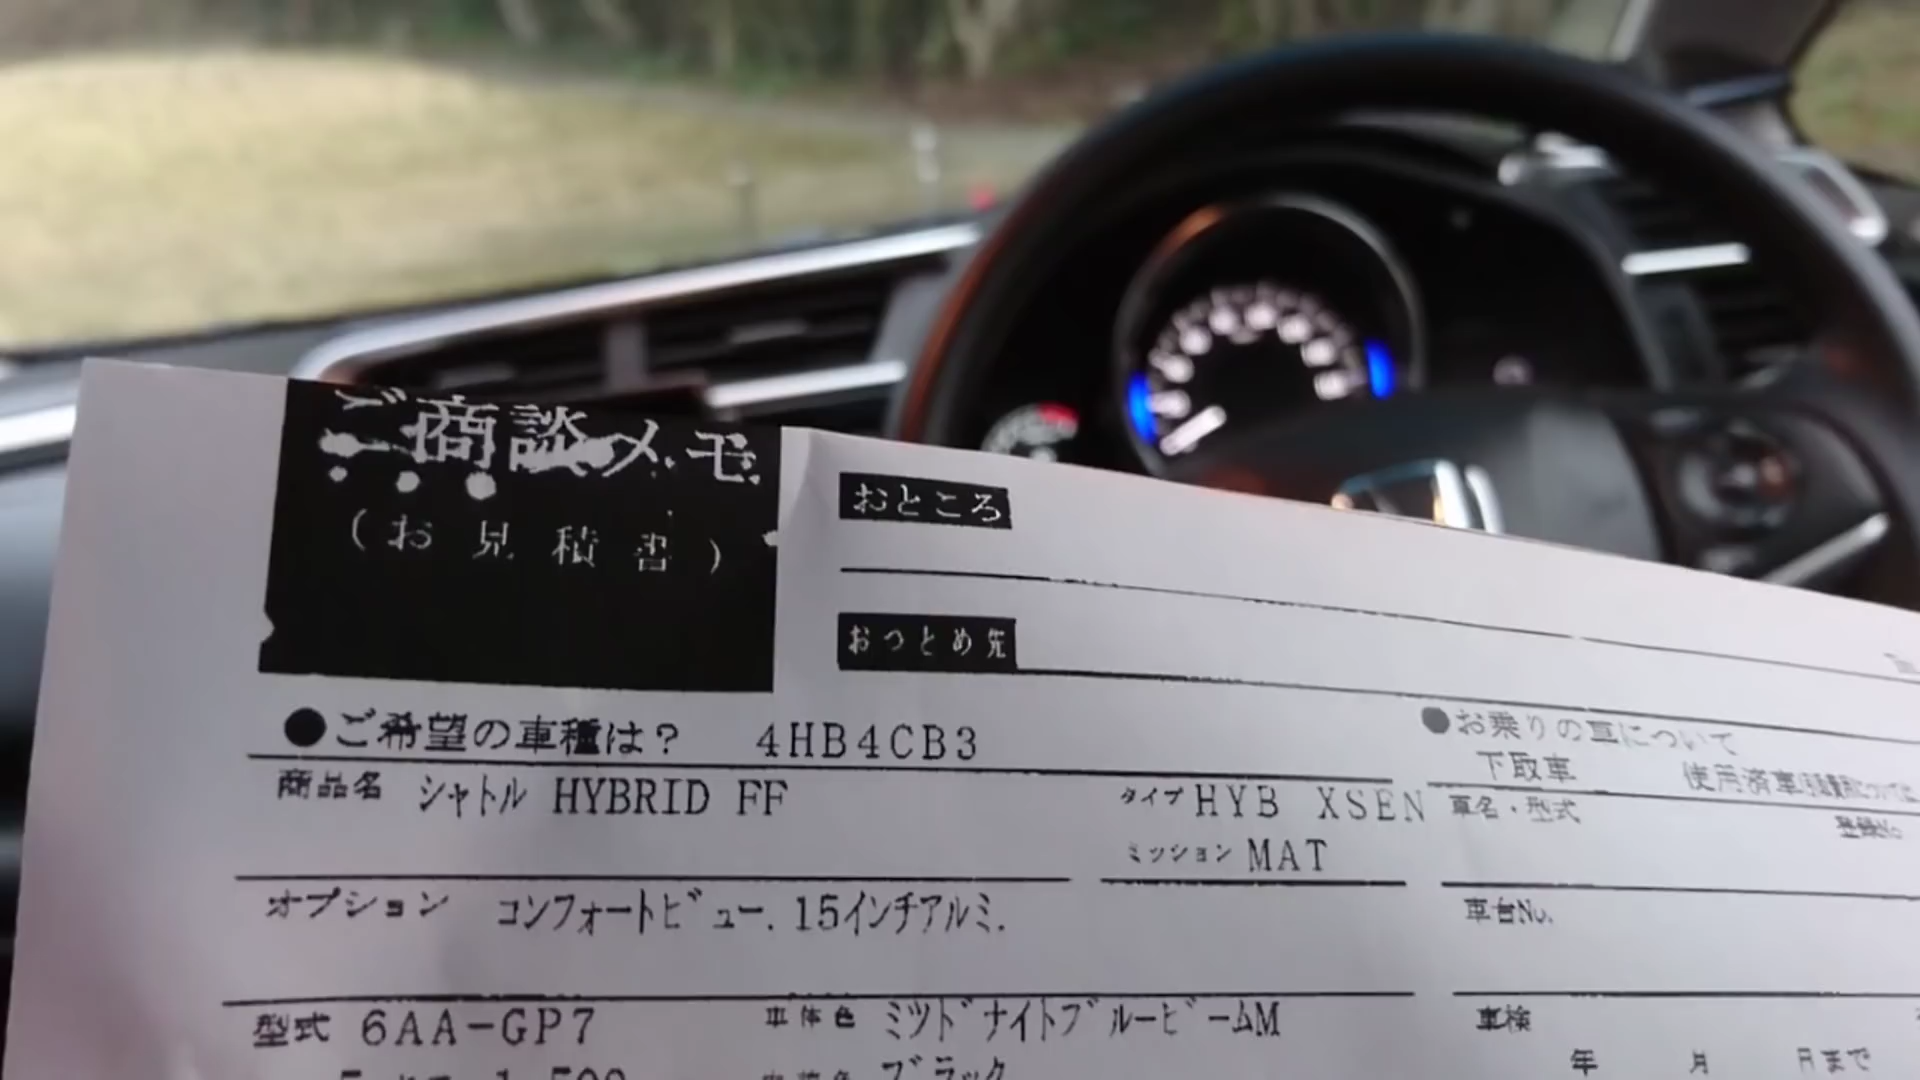 ご商談メモ
(お見積書)
おところ
おつとめ先
●ご希望の車種は? 4HB4CB3
商品名 シャトル HYBRID FF
タイプ HYB XSEN
ミッション MAT
オプション コンフォートビュー. 15インチアルミ.
型式 6AA-GP7
車体色 ミツドナイトブルービームM
ブラック
●お乗りの車について
下取車 使用済車
車名・型式
車台No.
車検
年 月 日まで